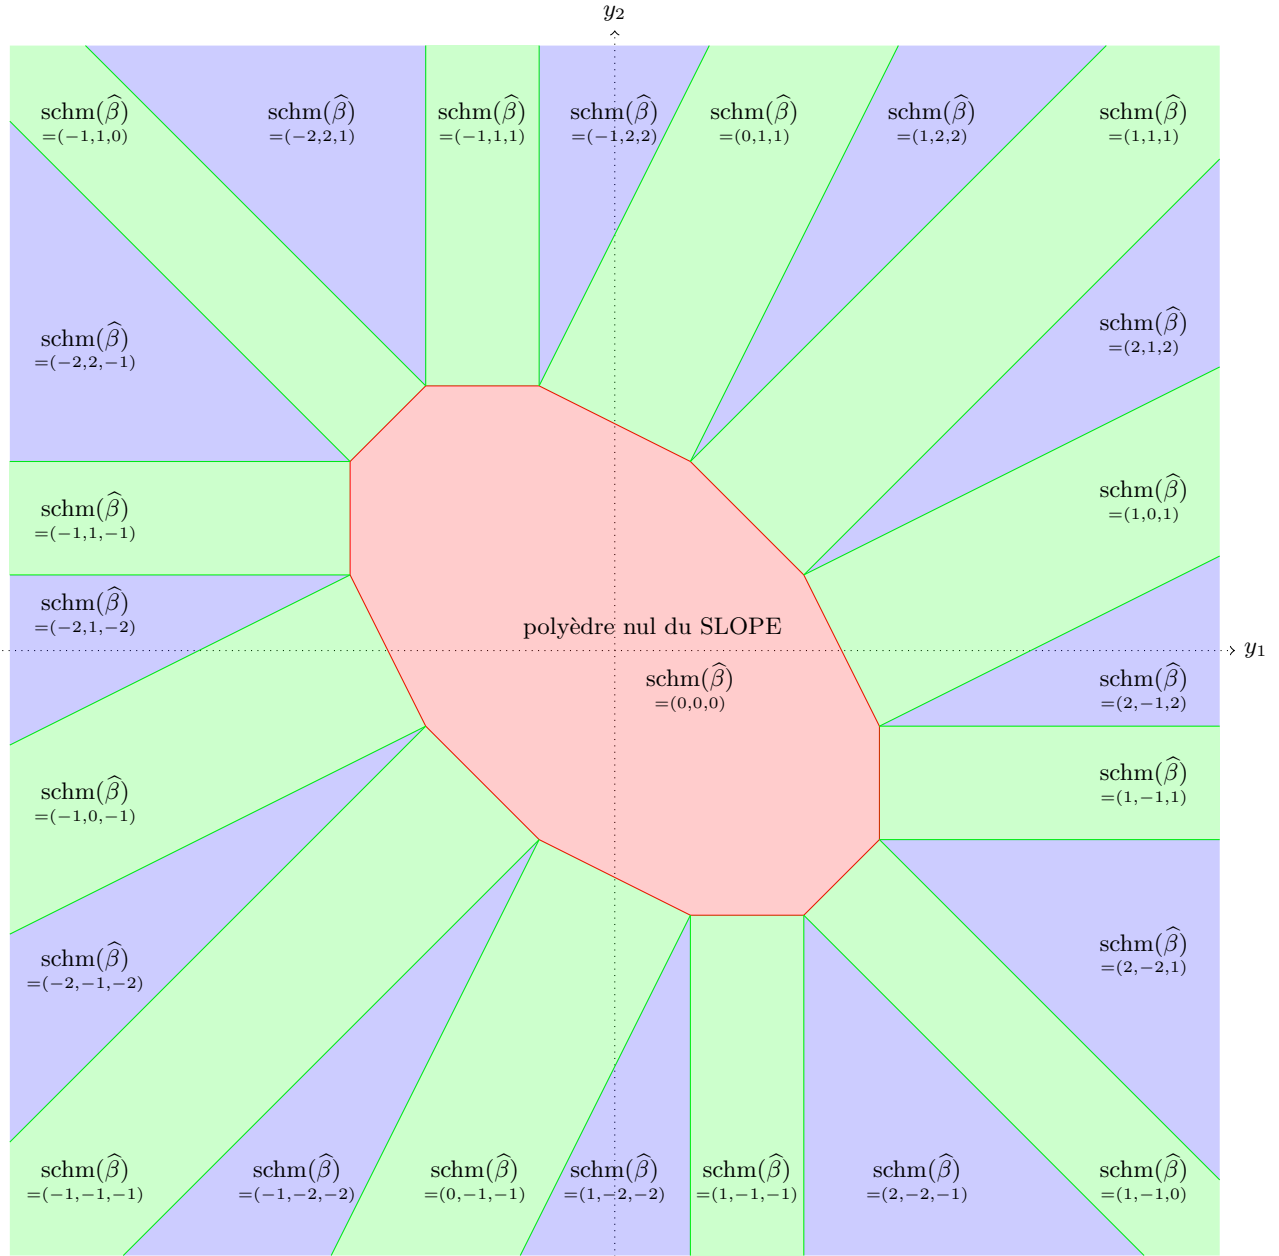 y₂
schm(β̂)
=(−1,1,0)
schm(β̂)
=(−2,2,1)
schm(β̂)
=(−1,1,1)
schm(β̂)
=(−1,2,2)
schm(β̂)
=(0,1,1)
schm(β̂)
=(1,2,2)
schm(β̂)
=(1,1,1)
schm(β̂)
=(−2,2,−1)
schm(β̂)
=(2,1,2)
schm(β̂)
=(−1,1,−1)
schm(β̂)
=(1,0,1)
schm(β̂)
=(−2,1,−2)
polyèdre nul du SLOPE
y₁
schm(β̂)
=(0,0,0)
schm(β̂)
=(2,−1,2)
schm(β̂)
=(−1,0,−1)
schm(β̂)
=(1,−1,1)
schm(β̂)
=(−2,−1,−2)
schm(β̂)
=(2,−2,1)
schm(β̂)
=(−1,−1,−1)
schm(β̂)
=(−1,−2,−2)
schm(β̂)
=(0,−1,−1)
schm(β̂)
=(1,−2,−2)
schm(β̂)
=(1,−1,−1)
schm(β̂)
=(2,−2,−1)
schm(β̂)
=(1,−1,0)